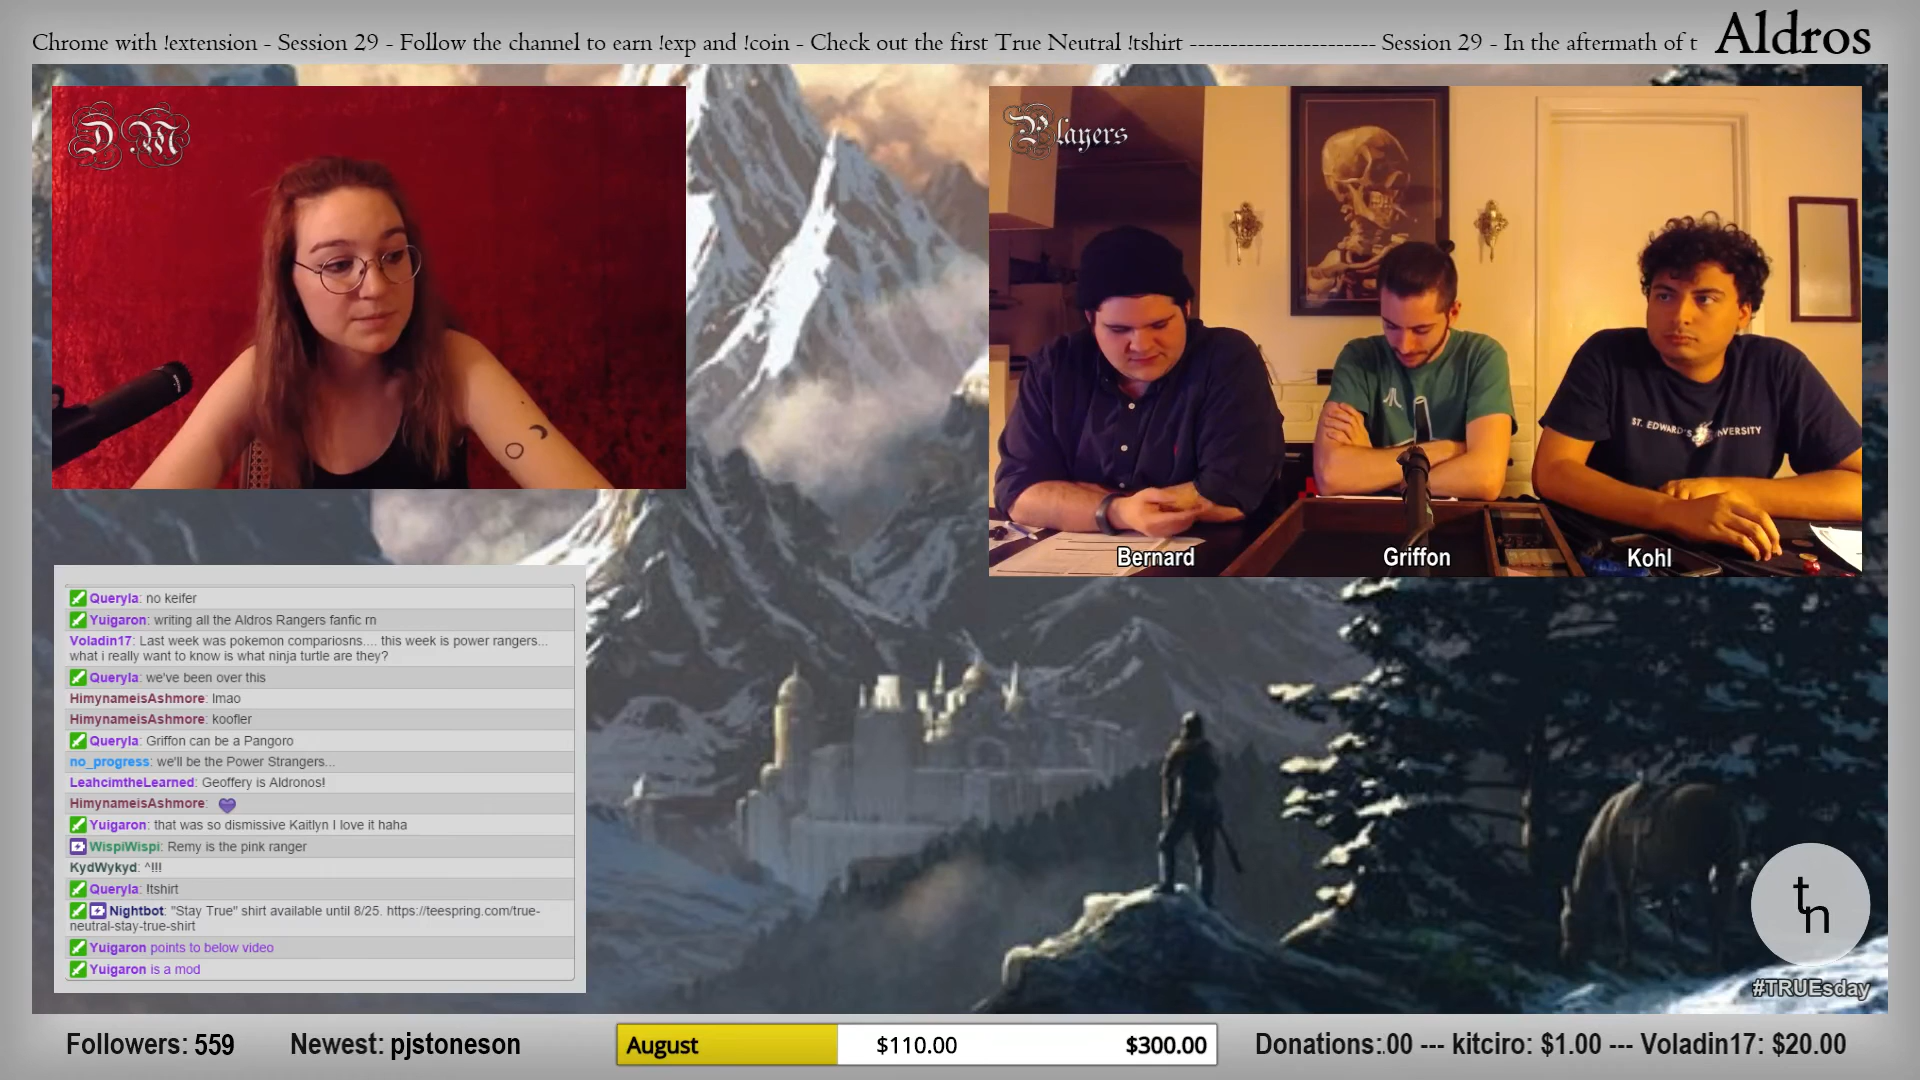 Chrome with !extension - Session 29 - Follow the channel to earn !exp and !coin - Check out the first True Neutral !tshirt ----------------------- Session 29 - In the aftermath of t
Aldros
DM
Players
ST. EDWARD'S UNIVERSITY
Bernard
Griffon
Kohl
Queryla: no keifer
Yuigaron: writing all the Aldros Rangers fanfic rn
Voladin17: Last week was pokemon compariosns.... this week is power rangers...
what i really want to know is what ninja turtle are they?
Queryla: we've been over this
HimynameisAshmore: lmao
HimynameisAshmore: koofler
Queryla: Griffon can be a Pangoro
no_progress: we'll be the Power Strangers...
LeahcimtheLearned: Geoffery is Aldronos!
HimynameisAshmore:
Yuigaron: that was so dismissive Kaitlyn I love it haha
WispiWispi: Remy is the pink ranger
KydWykyd: ^!!!
Queryla: !tshirt
Nightbot: "Stay True" shirt available until 8/25. https://teespring.com/true-
neutral-stay-true-shirt
Yuigaron points to below video
Yuigaron is a mod
tn
#TRUEsday
Followers: 559
Newest: pjstoneson
August
$110.00
$300.00
Donations:.00 --- kitciro: $1.00 --- Voladin17: $20.00